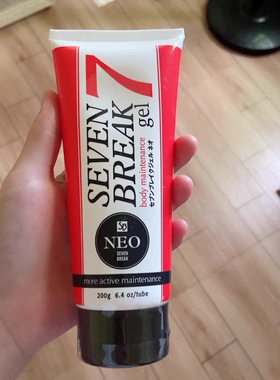 SEVEN
BREAK
7
body maintenance
gel
セブンブレイクジェル ネオ
Sp
NEO
SEVEN
BREAK
more active maintenance
200g 6.4 oz/tube